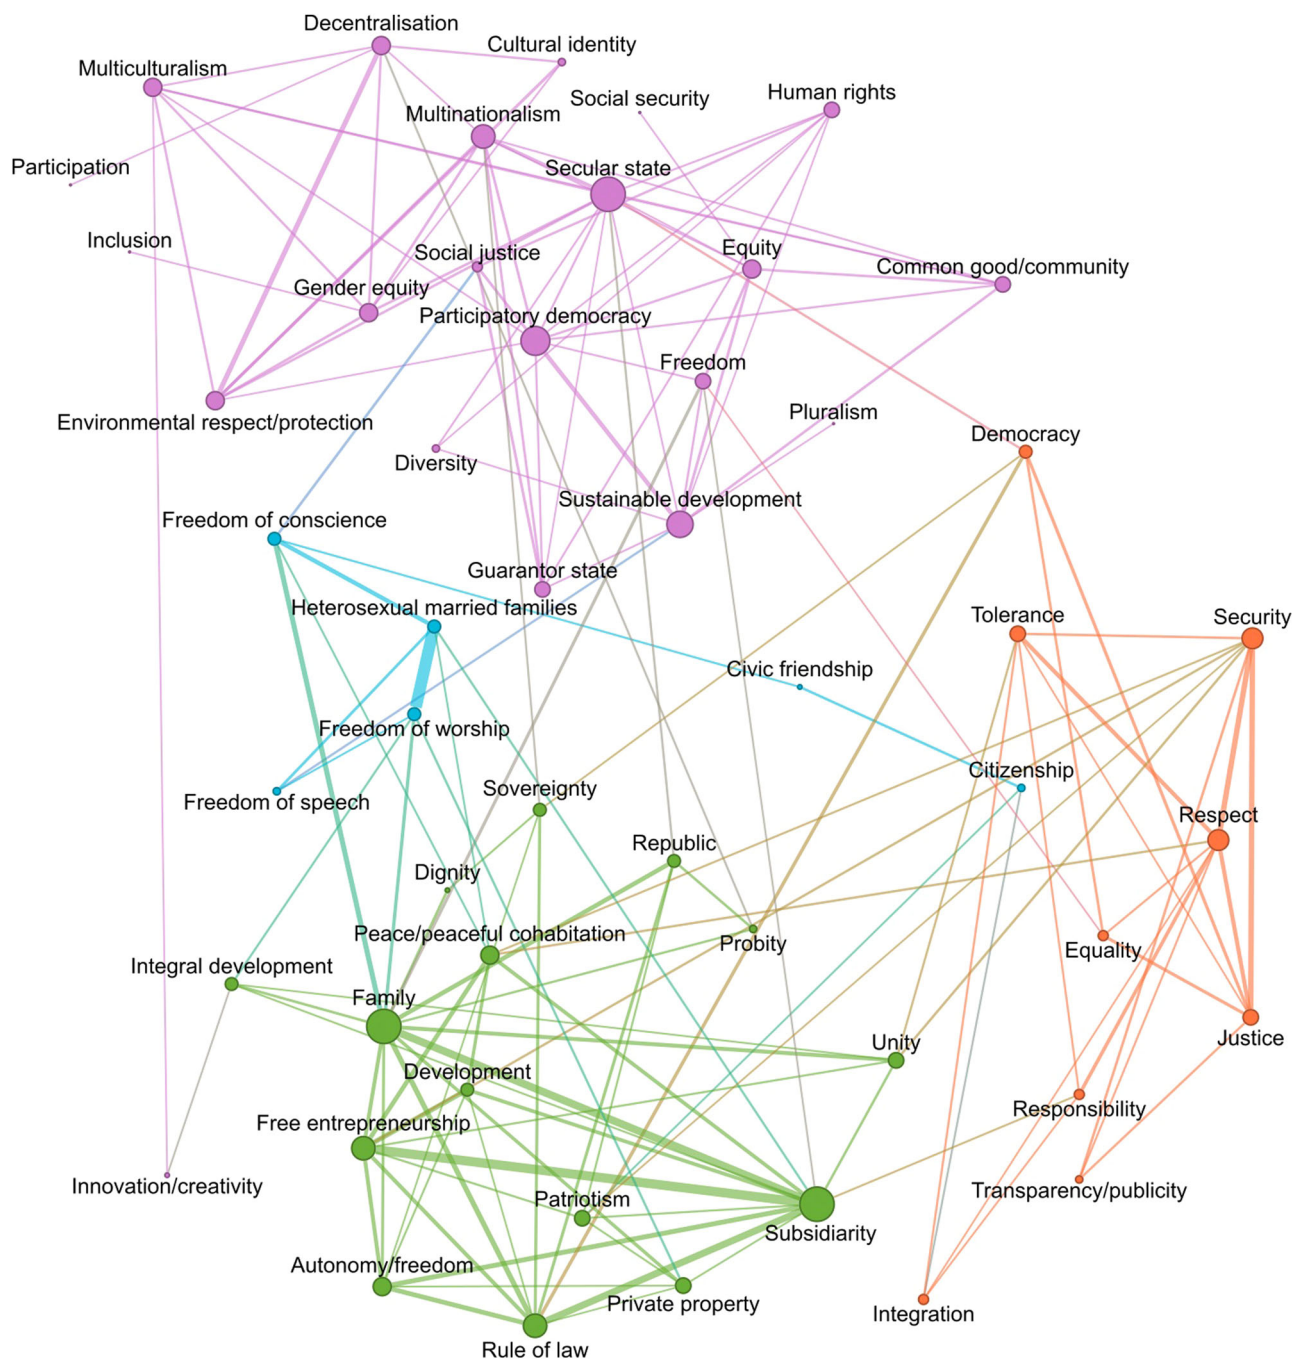 Decentralisation
Cultural identity
Multiculturalism
Social security
Human rights
Multinationalism
Participation
Secular state
Inclusion
Social justice
Equity
Common good/community
Gender equity
Participatory democracy
Freedom
Environmental respect/protection
Pluralism
Democracy
Diversity
Sustainable development
Freedom of conscience
Guarantor state
Heterosexual married families
Tolerance
Security
Civic friendship
Freedom of worship
Citizenship
Freedom of speech
Sovereignty
Respect
Republic
Dignity
Peace/peaceful cohabitation
Probity
Equality
Integral development
Family
Unity
Justice
Development
Responsibility
Free entrepreneurship
Innovation/creativity
Transparency/publicity
Patriotism
Subsidiarity
Autonomy/freedom
Private property
Integration
Rule of law